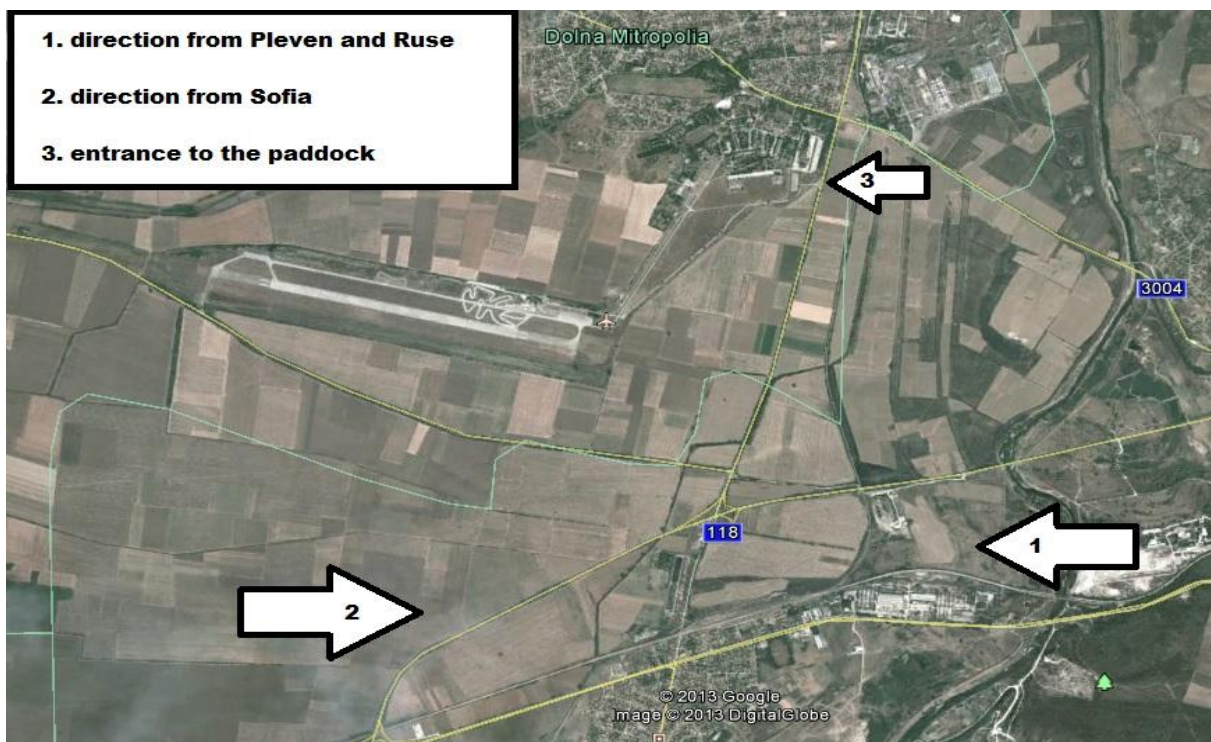 1. direction from Pleven and Ruse
2. direction from Sofia
3. entrance to the paddock
Dolna Mitropolia
3
3004
118
1
2
© 2013 Google
Image © 2013 DigitalGlobe